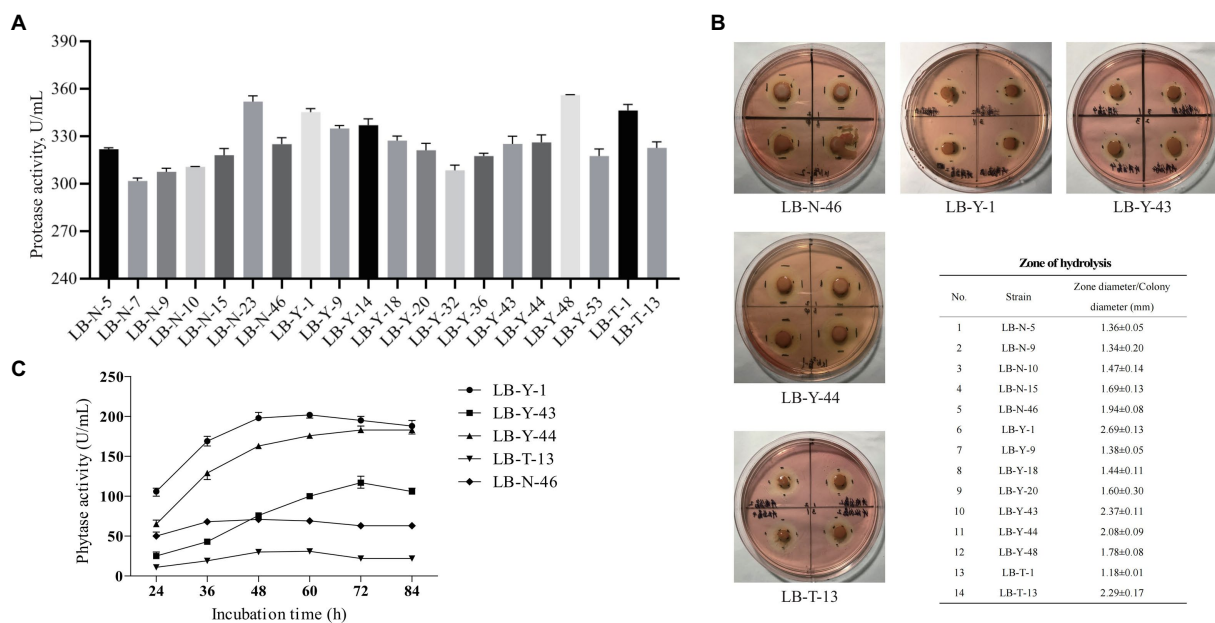 A
Protease activity, U/mL
390
360
330
300
270
240
LB-N-5
LB-N-7
LB-N-9
LB-N-10
LB-N-15
LB-N-23
LB-N-46
LB-Y-1
LB-Y-9
LB-Y-14
LB-Y-18
LB-Y-20
LB-Y-32
LB-Y-36
LB-Y-43
LB-Y-44
LB-Y-48
LB-Y-53
LB-T-1
LB-T-13
B
LB-N-46
LB-Y-1
LB-Y-43
LB-Y-44
LB-T-13
Zone of hydrolysis
No. Strain Zone diameter/Colony diameter (mm)
1 LB-N-5 1.36±0.05
2 LB-N-9 1.34±0.20
3 LB-N-10 1.47±0.14
4 LB-N-15 1.69±0.13
5 LB-N-46 1.94±0.08
6 LB-Y-1 2.69±0.13
7 LB-Y-9 1.38±0.05
8 LB-Y-18 1.44±0.11
9 LB-Y-20 1.60±0.30
10 LB-Y-43 2.37±0.11
11 LB-Y-44 2.08±0.09
12 LB-Y-48 1.78±0.08
13 LB-T-1 1.18±0.01
14 LB-T-13 2.29±0.17
C
Phytase activity (U/mL)
250
200
150
100
50
0
24 36 48 60 72 84
Incubation time (h)
LB-Y-1
LB-Y-43
LB-Y-44
LB-T-13
LB-N-46